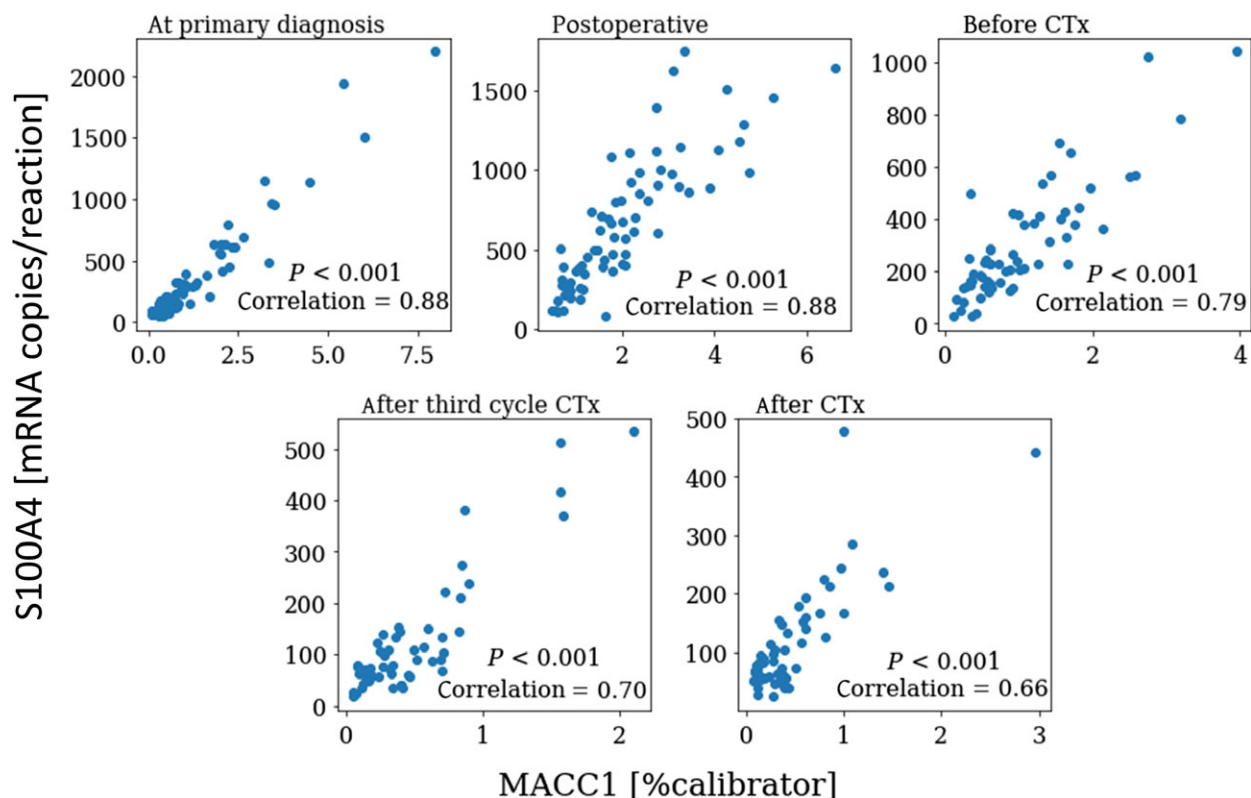 S100A4 [mRNA copies/reaction]
At primary diagnosis
2000
1500
1000
500
0
P < 0.001
Correlation = 0.88
0.0 2.5 5.0 7.5
Postoperative
1500
1000
500
0
P < 0.001
Correlation = 0.88
2 4 6
Before CTx
1000
800
600
400
200
0
P < 0.001
Correlation = 0.79
0 2 4
After third cycle CTx
500
400
300
200
100
0
P < 0.001
Correlation = 0.70
0 1 2
After CTx
500
400
300
200
100
P < 0.001
Correlation = 0.66
0 1 2 3
MACC1 [%calibrator]